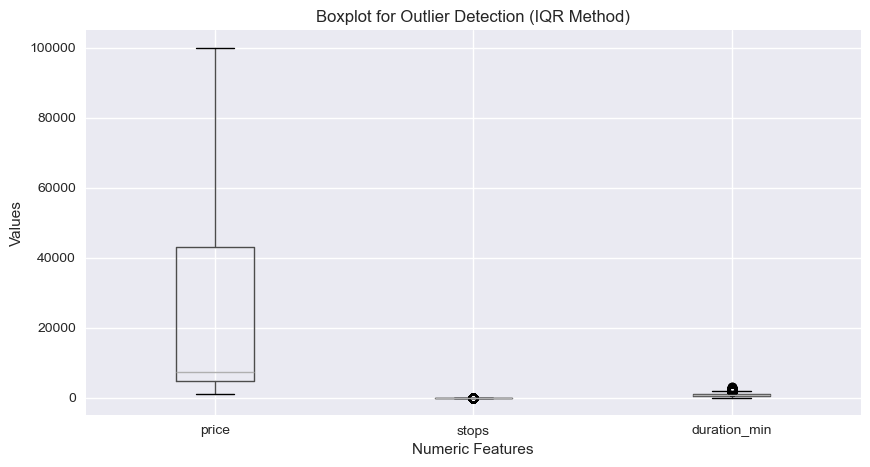 Boxplot for Outlier Detection (IQR Method)
100000
80000
60000
40000
20000
0
Values
price
stops
duration_min
Numeric Features